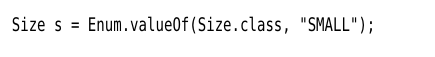 Size s = Enum.valueOf(Size.class, "SMALL");